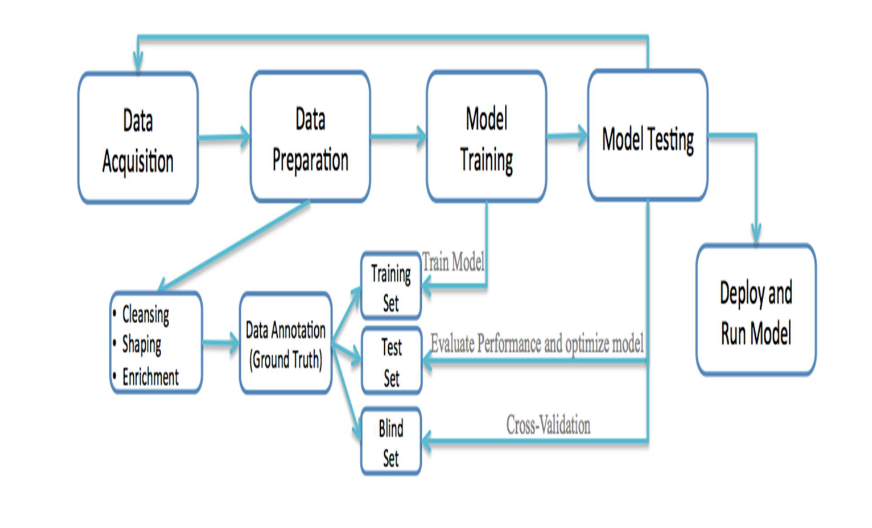 Data
Acquisition
Data
Preparation
Model
Training
Model Testing
Deploy and
Run Model
• Cleansing
• Shaping
• Enrichment
Data Annotation
(Ground Truth)
Training
Set
Test
Set
Blind
Set
Train Model
Evaluate Performance and optimize model
Cross-Validation